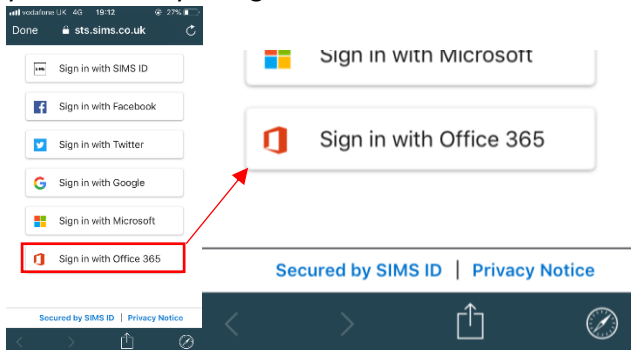 vodafone UK 4G 19:12 27%
Done sts.sims.co.uk
Sign in with SIMS ID
Sign in with Facebook
Sign in with Twitter
Sign in with Google
Sign in with Microsoft
Sign in with Office 365
Secured by SIMS ID | Privacy Notice
Sign in with Microsoft
Sign in with Office 365
Secured by SIMS ID | Privacy Notice